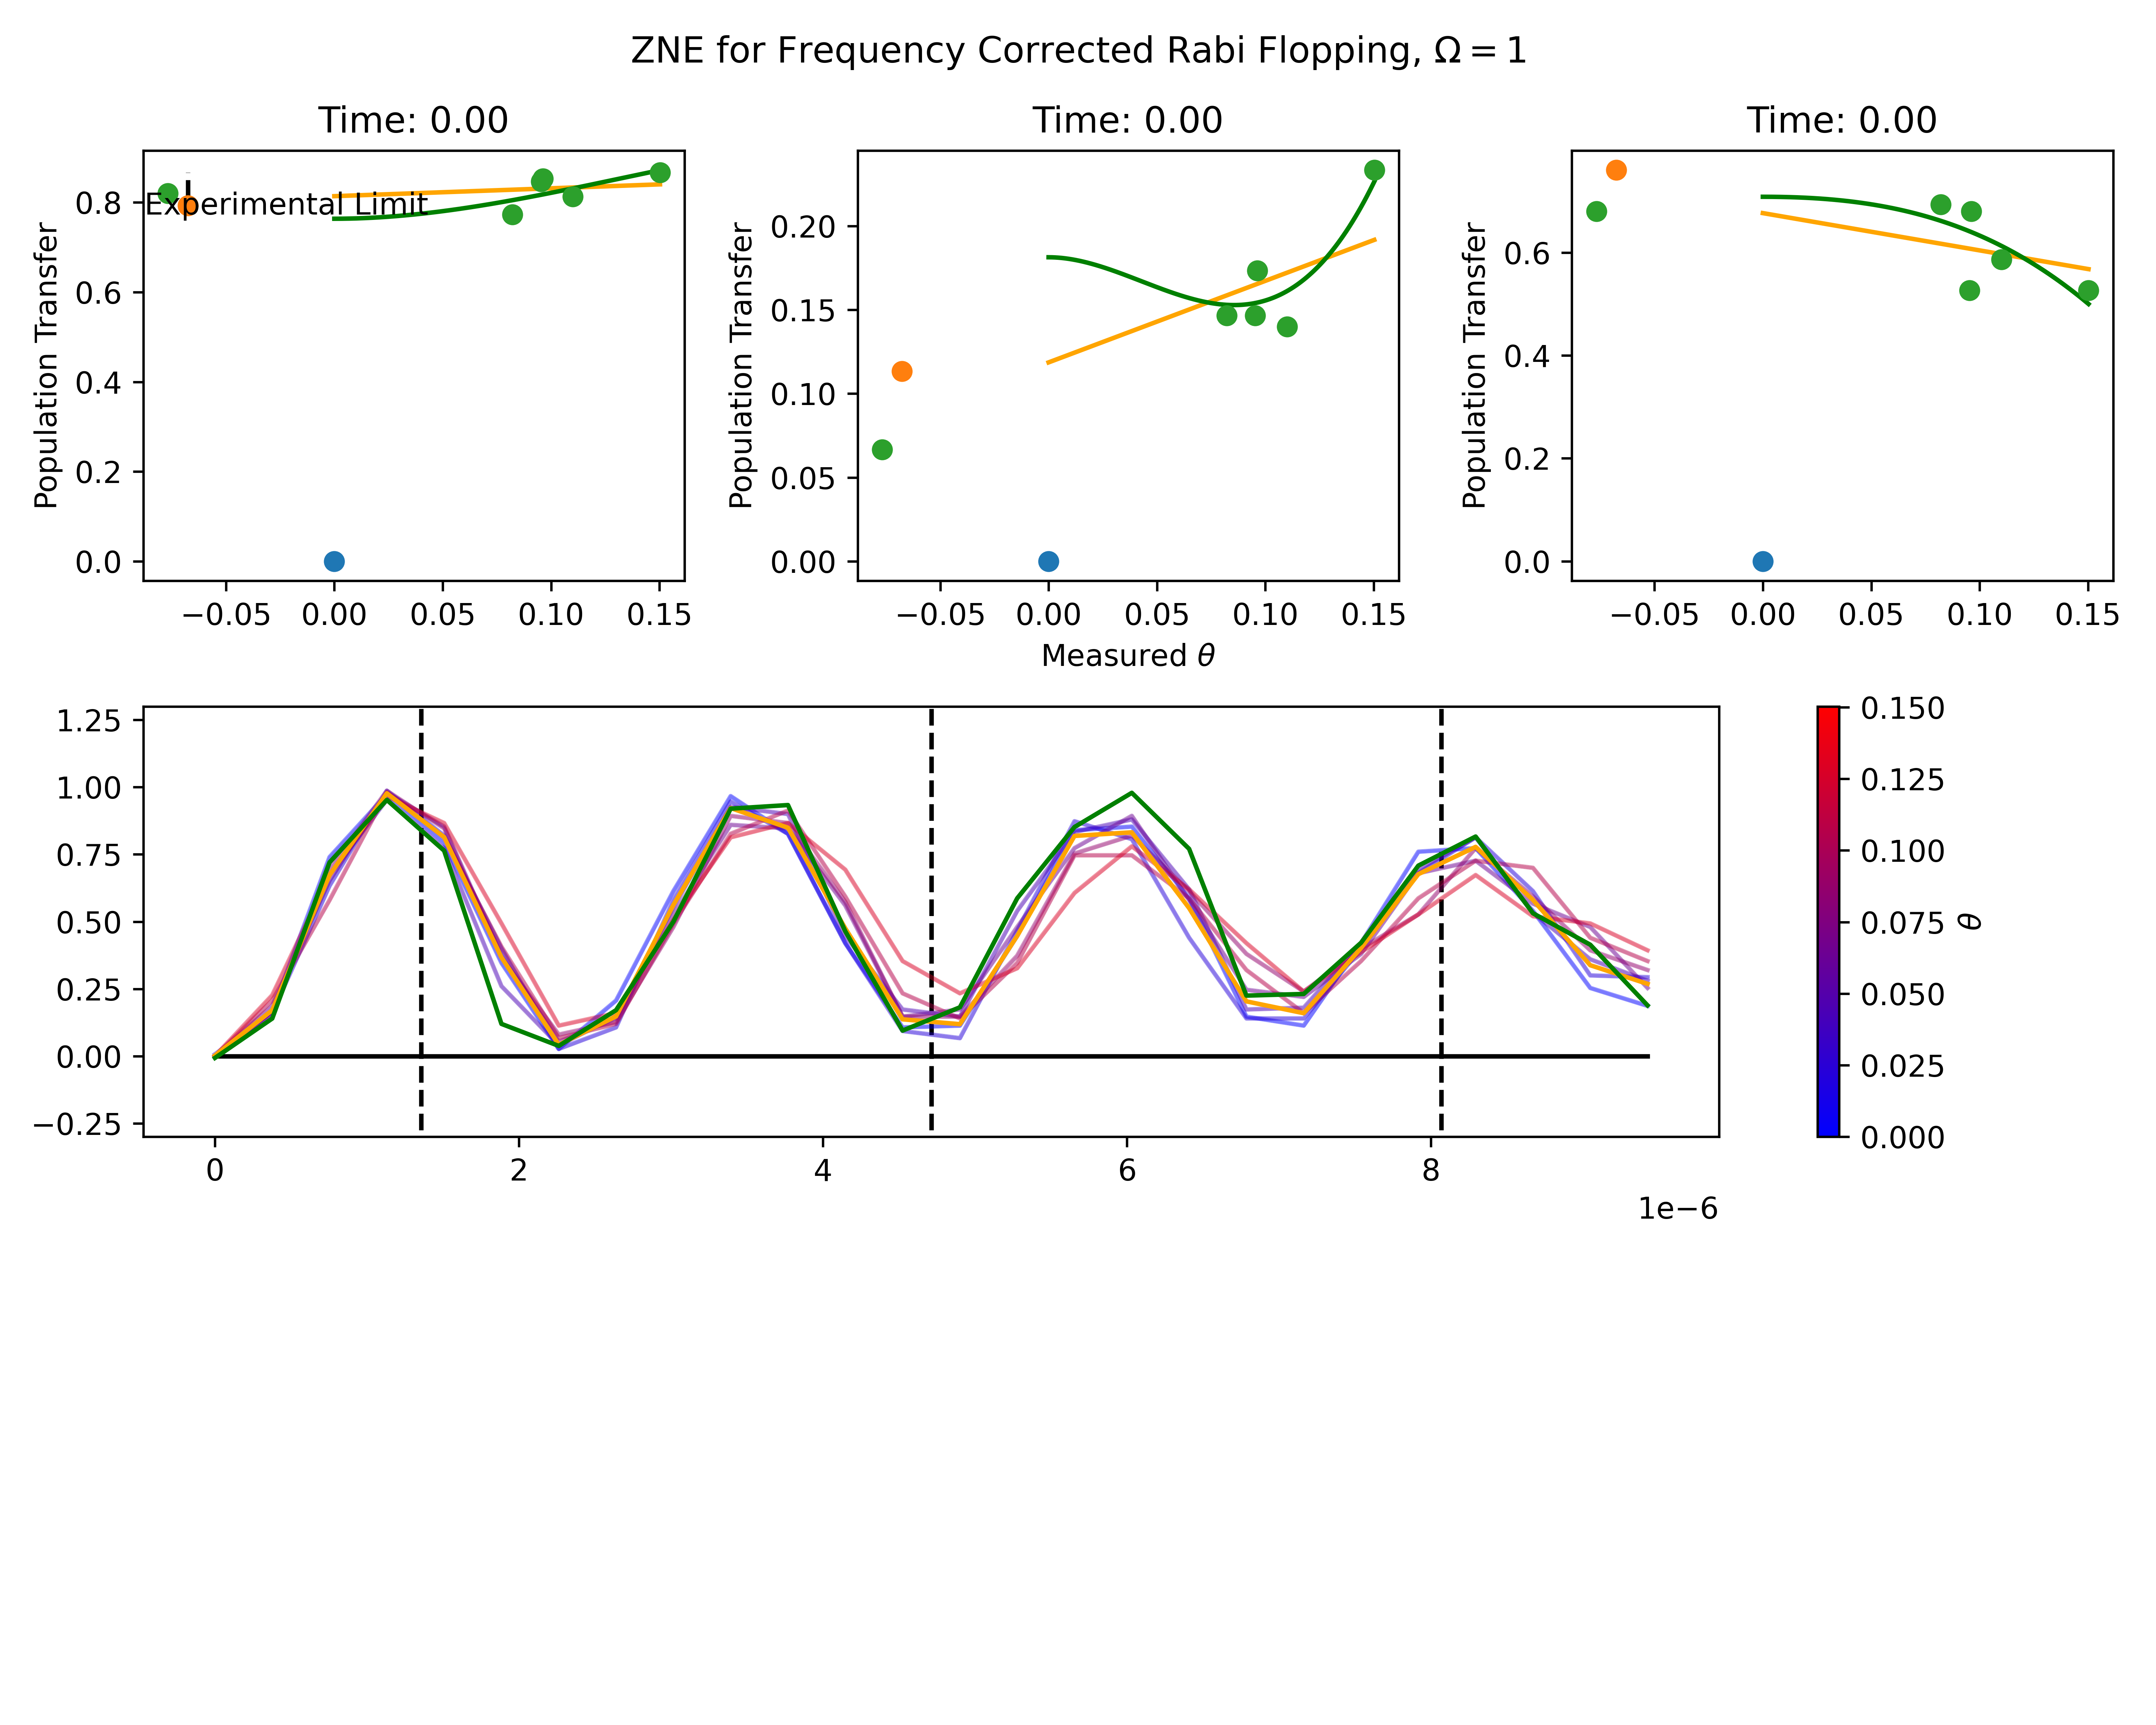 ZNE for Frequency Corrected Rabi Flopping, Ω = 1
Time: 0.00
Time: 0.00
Time: 0.00
Population Transfer
0.8
0.6
0.4
0.2
0.0
Experimental Limit
−0.05 0.00 0.05 0.10 0.15
Population Transfer
0.20
0.15
0.10
0.05
0.00
−0.05 0.00 0.05 0.10 0.15
Measured θ
Population Transfer
0.6
0.4
0.2
0.0
−0.05 0.00 0.05 0.10 0.15
1.25
1.00
0.75
0.50
0.25
0.00
−0.25
0 2 4 6 8
1e−6
0.150
0.125
0.100
0.075
0.050
0.025
0.000
θ